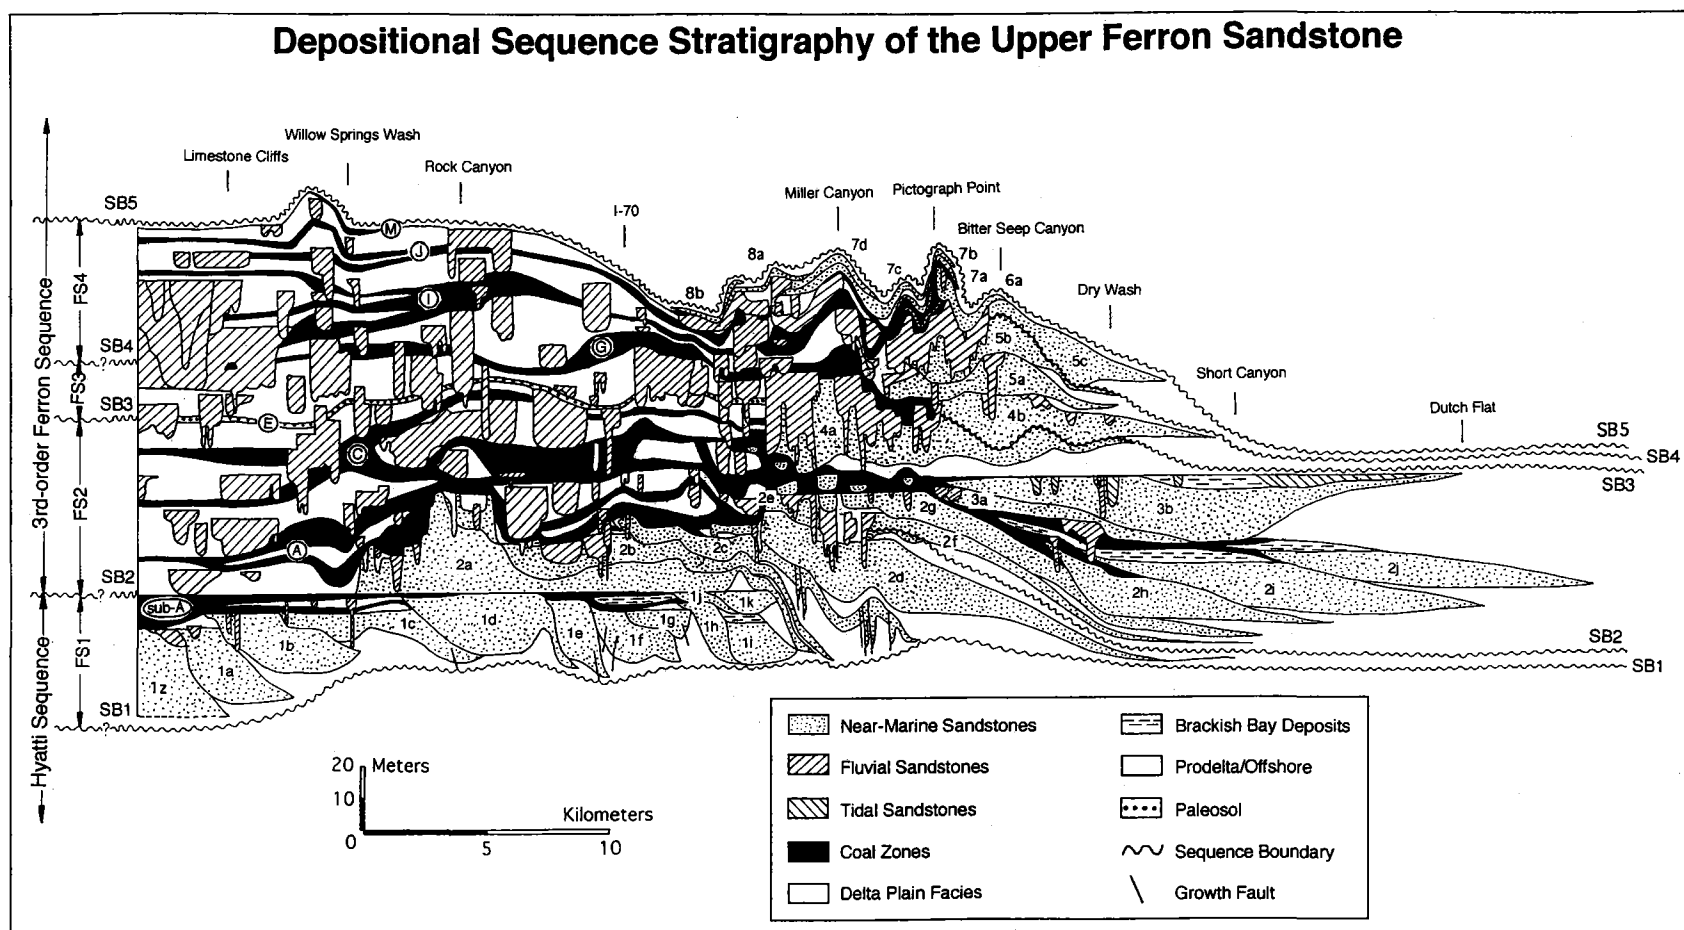 Depositional Sequence Stratigraphy of the Upper Ferron Sandstone
Willow Springs Wash
Limestone Cliffs
Rock Canyon
I-70
Miller Canyon
Pictograph Point
Bitter Seep Canyon
Dry Wash
Short Canyon
Dutch Flat
Hyatti Sequence
3rd-order Ferron Sequence
FS4
FS3
FS2
FS1
SB5
SB4
?
SB3
?
SB2
?
SB1
?
M
J
I
G
E
C
A
sub-A
8b
8a
7d
7c
7b
7a
6a
5b
5c
5a
4b
4a
3a
3b
2e
2g
2f
2a
2b
2c
2d
2h
2i
2j
1z
1a
1b
1c
1d
1e
1f
1g
1h
1i
1j
1k
SB5
SB4
SB3
SB2
SB1
20 Meters
10
0
Kilometers
5
10
Near-Marine Sandstones
Fluvial Sandstones
Tidal Sandstones
Coal Zones
Delta Plain Facies
Brackish Bay Deposits
Prodelta/Offshore
Paleosol
Sequence Boundary
Growth Fault